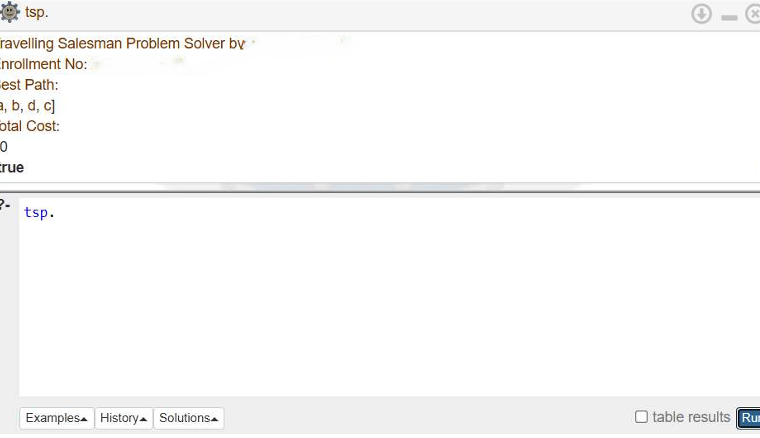 tsp.
ravelling Salesman Problem Solver by
nrollment No:
est Path:
a, b, d, c]
otal Cost:
0
true
?-
tsp.
Examples History Solutions
table results
Run